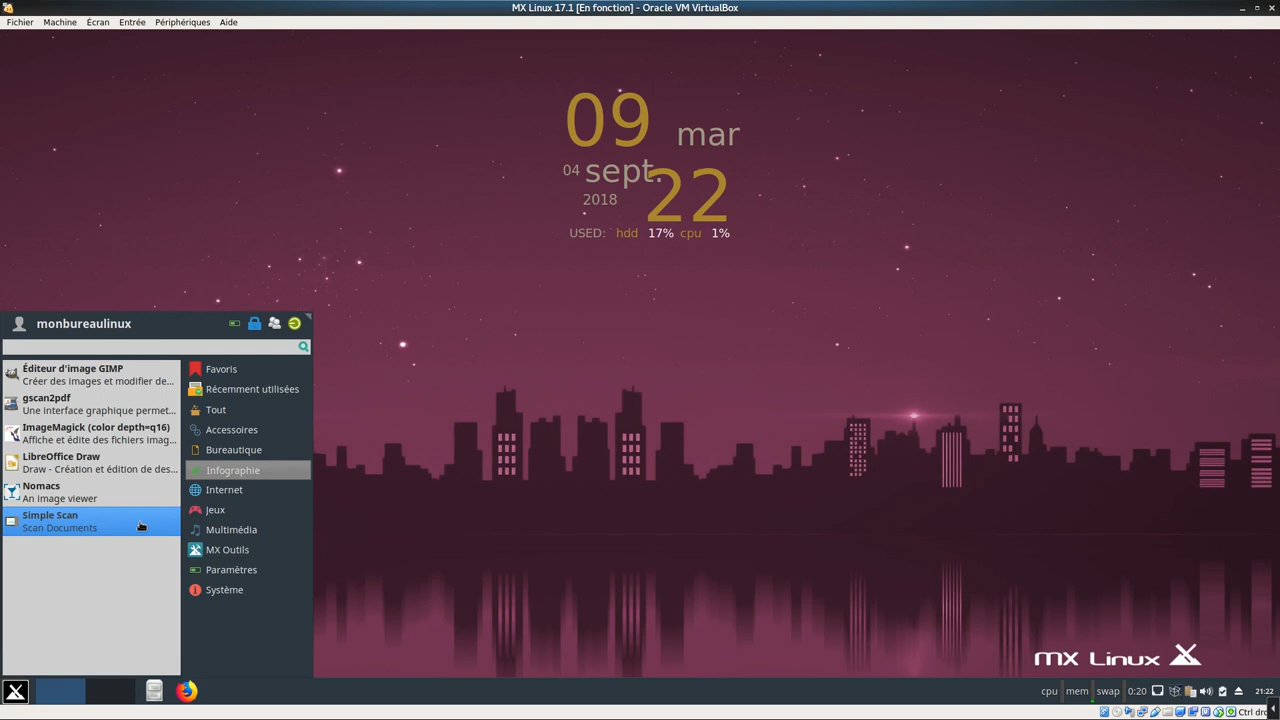 MX Linux 17.1 [En fonction] - Oracle VM VirtualBox
Fichier Machine Écran Entrée Périphériques Aide
09 mar
04 sept.
22
2018
USED: hdd 17% cpu 1%
monbureaulinux
Éditeur d'image GIMP
Créer des images et modifier de...
gscan2pdf
Une interface graphique permet...
ImageMagick (color depth=q16)
Affiche et édite des fichiers imag...
LibreOffice Draw
Draw - Création et édition de des...
Nomacs
An image viewer
Simple Scan
Scan Documents
Favoris
Récemment utilisées
Tout
Accessoires
Bureautique
Infographie
Internet
Jeux
Multimédia
MX Outils
Paramètres
Système
MX Linux
cpu mem swap 0:20 21:22
Ctrl dro